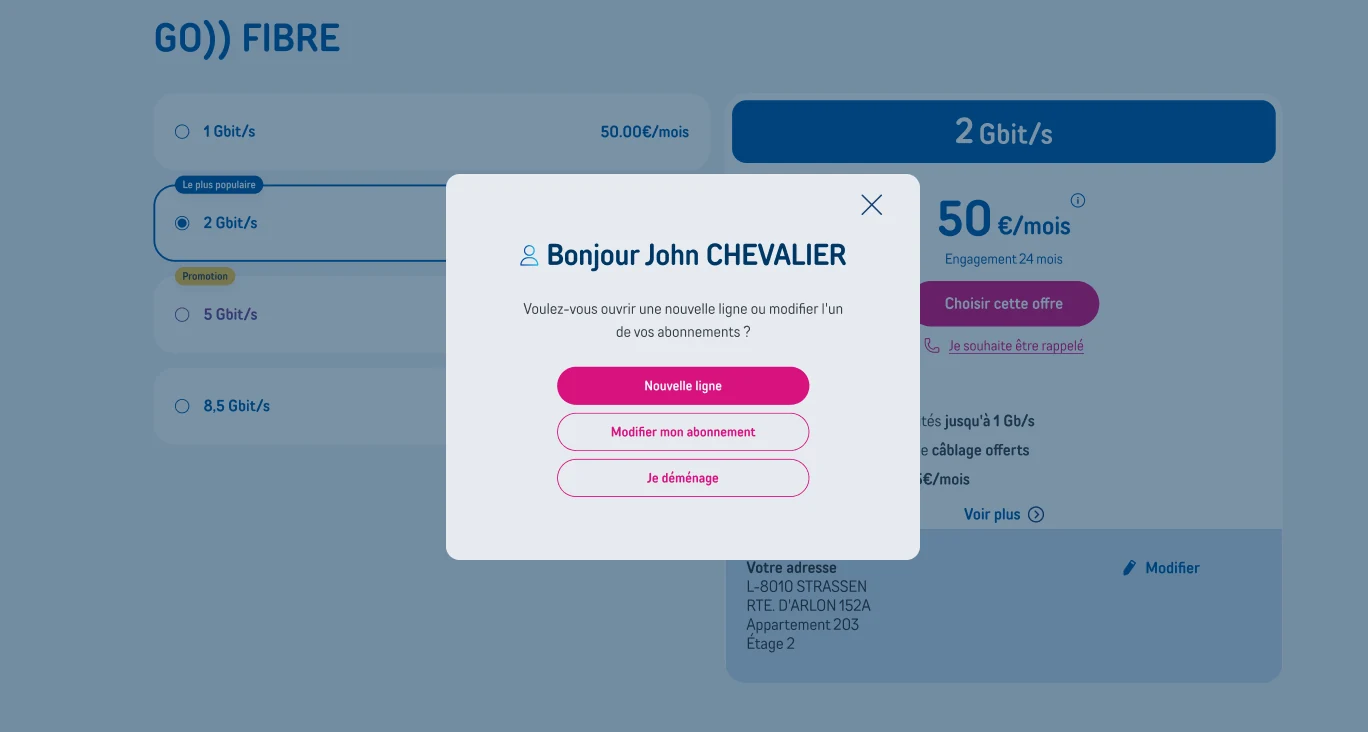 GO)) FIBRE
1 Gbit/s 50.00€/mois
Le plus populaire
2 Gbit/s
Promotion
5 Gbit/s
8,5 Gbit/s
2 Gbit/s
50 €/mois
Engagement 24 mois
Choisir cette offre
Je souhaite être rappelé
jusqu'à 1 Gb/s
câblage offerts
€/mois
Voir plus
Votre adresse Modifier
L-8010 STRASSEN
RTE. D'ARLON 152A
Appartement 203
Étage 2
Bonjour John CHEVALIER
Voulez-vous ouvrir une nouvelle ligne ou modifier l'un
de vos abonnements ?
Nouvelle ligne
Modifier mon abonnement
Je déménage